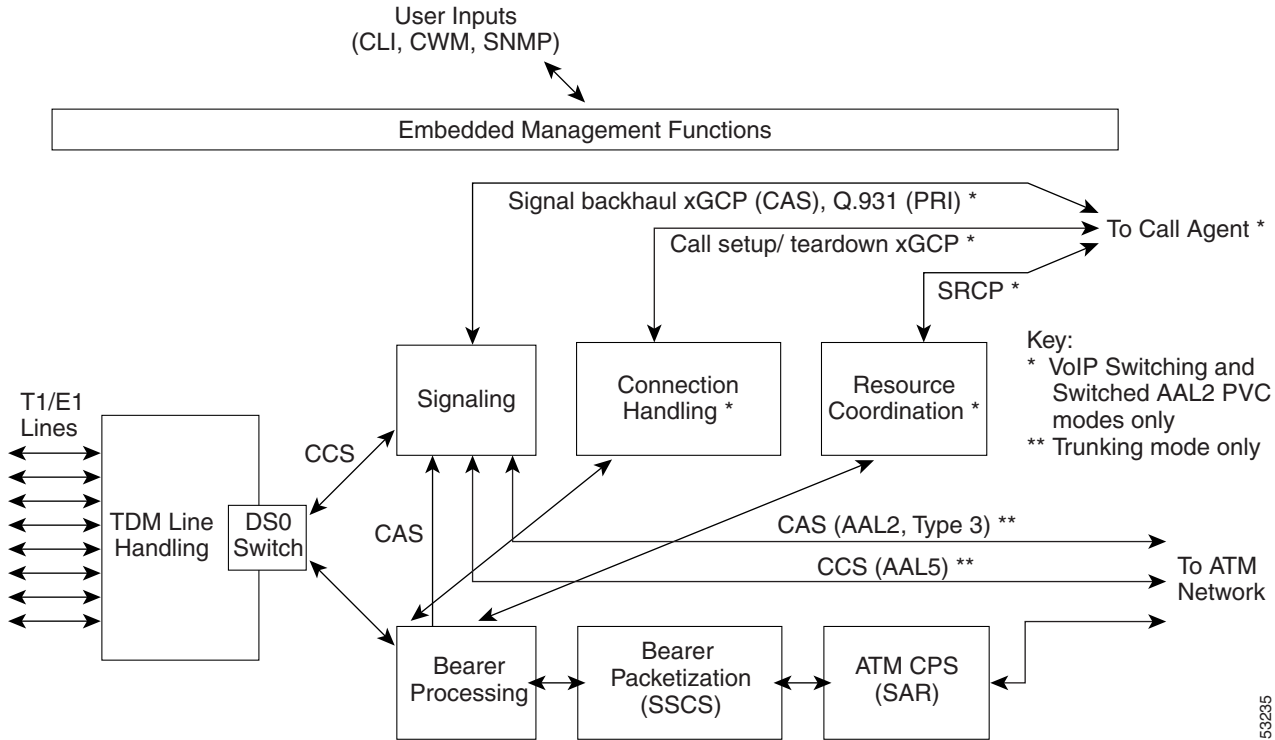 User Inputs
(CLI, CWM, SNMP)
Embedded Management Functions
Signal backhaul xGCP (CAS), Q.931 (PRI) *
Call setup/ teardown xGCP *
To Call Agent *
SRCP *
Key:
* VoIP Switching and
Switched AAL2 PVC
modes only
** Trunking mode only
Signaling
Connection
Handling *
Resource
Coordination *
T1/E1
Lines
CCS
TDM Line
Handling
DS0
Switch
CAS
CAS (AAL2, Type 3) **
CCS (AAL5) **
To ATM
Network
Bearer
Processing
Bearer
Packetization
(SSCS)
ATM CPS
(SAR)
53235